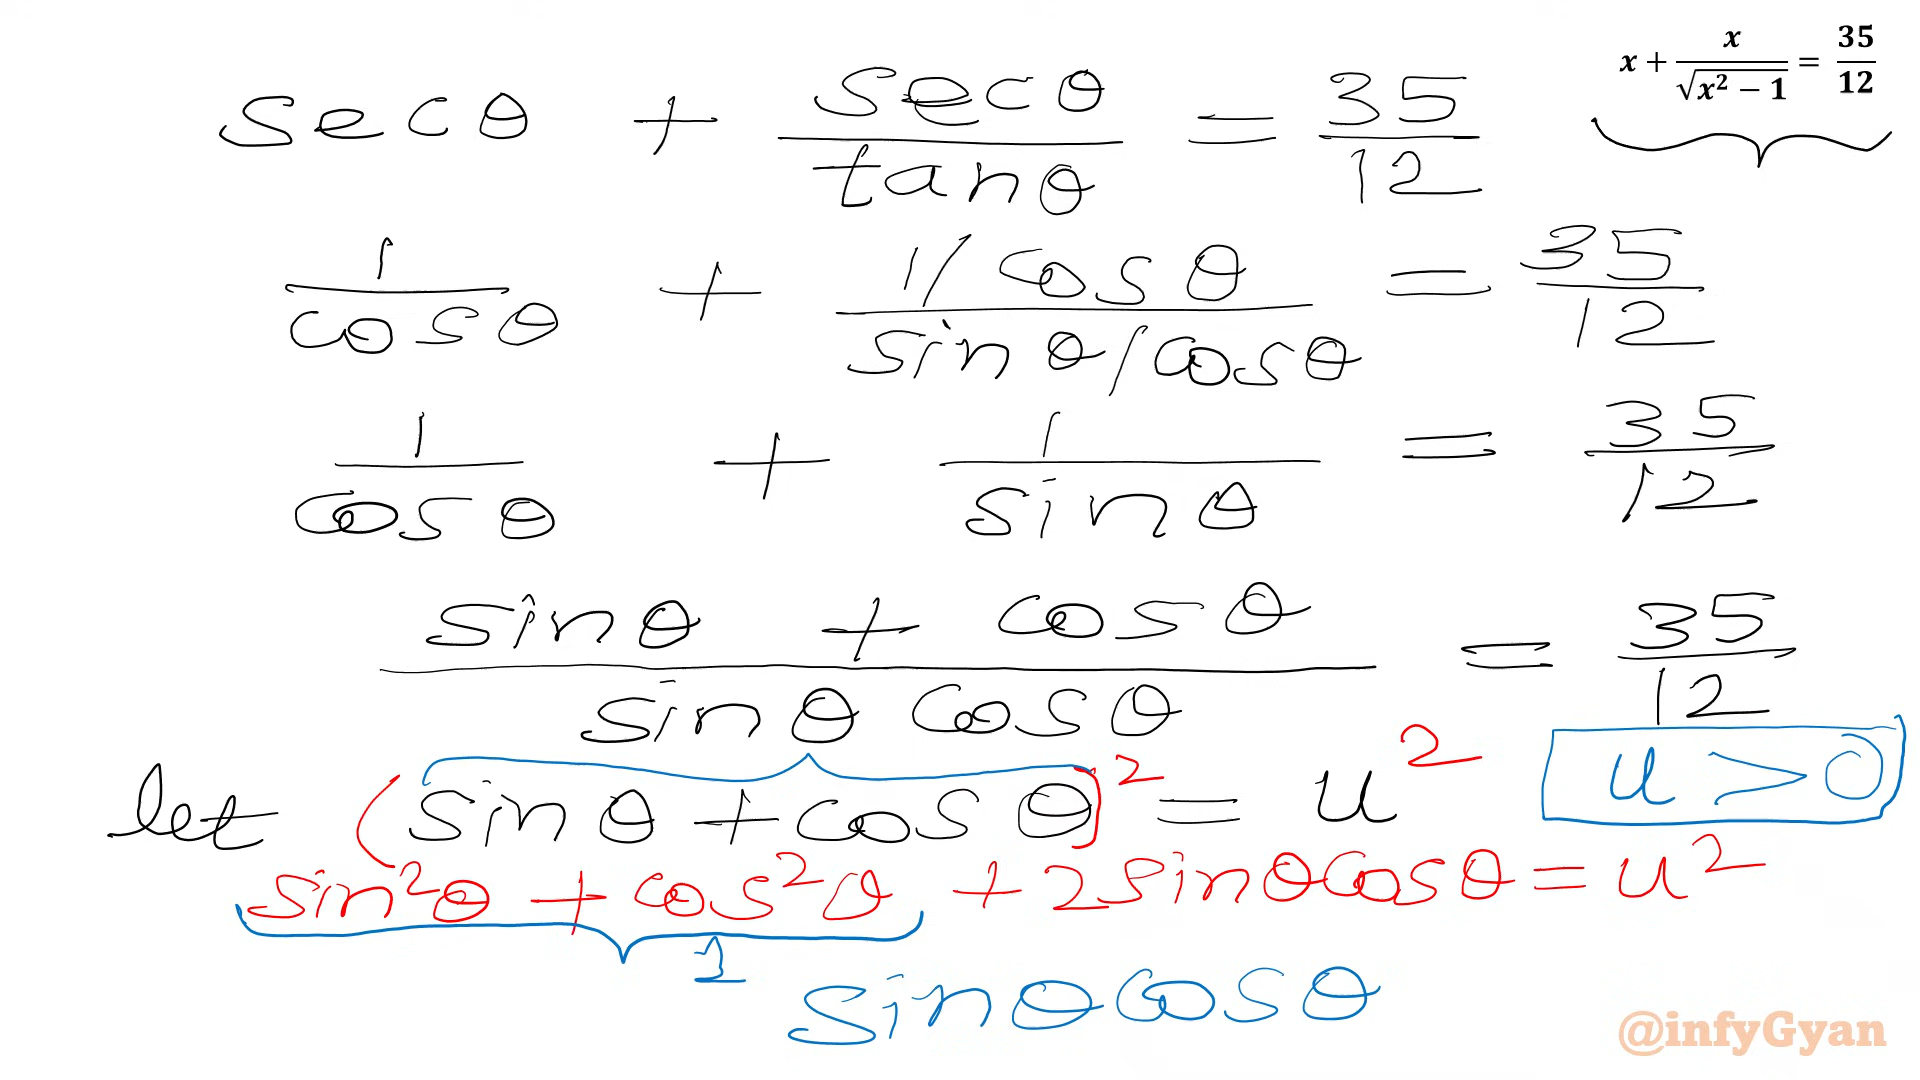 x + x/√(x² − 1) = 35/12
secθ + secθ/tanθ = 35/12
1/cosθ + (1/cosθ)/(sinθ/cosθ) = 35/12
1/cosθ + 1/sinθ = 35/12
(sinθ + cosθ)/(sinθ cosθ) = 35/12
let (sinθ + cosθ)² = u² u > 0
sin²θ + cos²θ + 2sinθcosθ = u²
1 sinθcosθ
@infyGyan